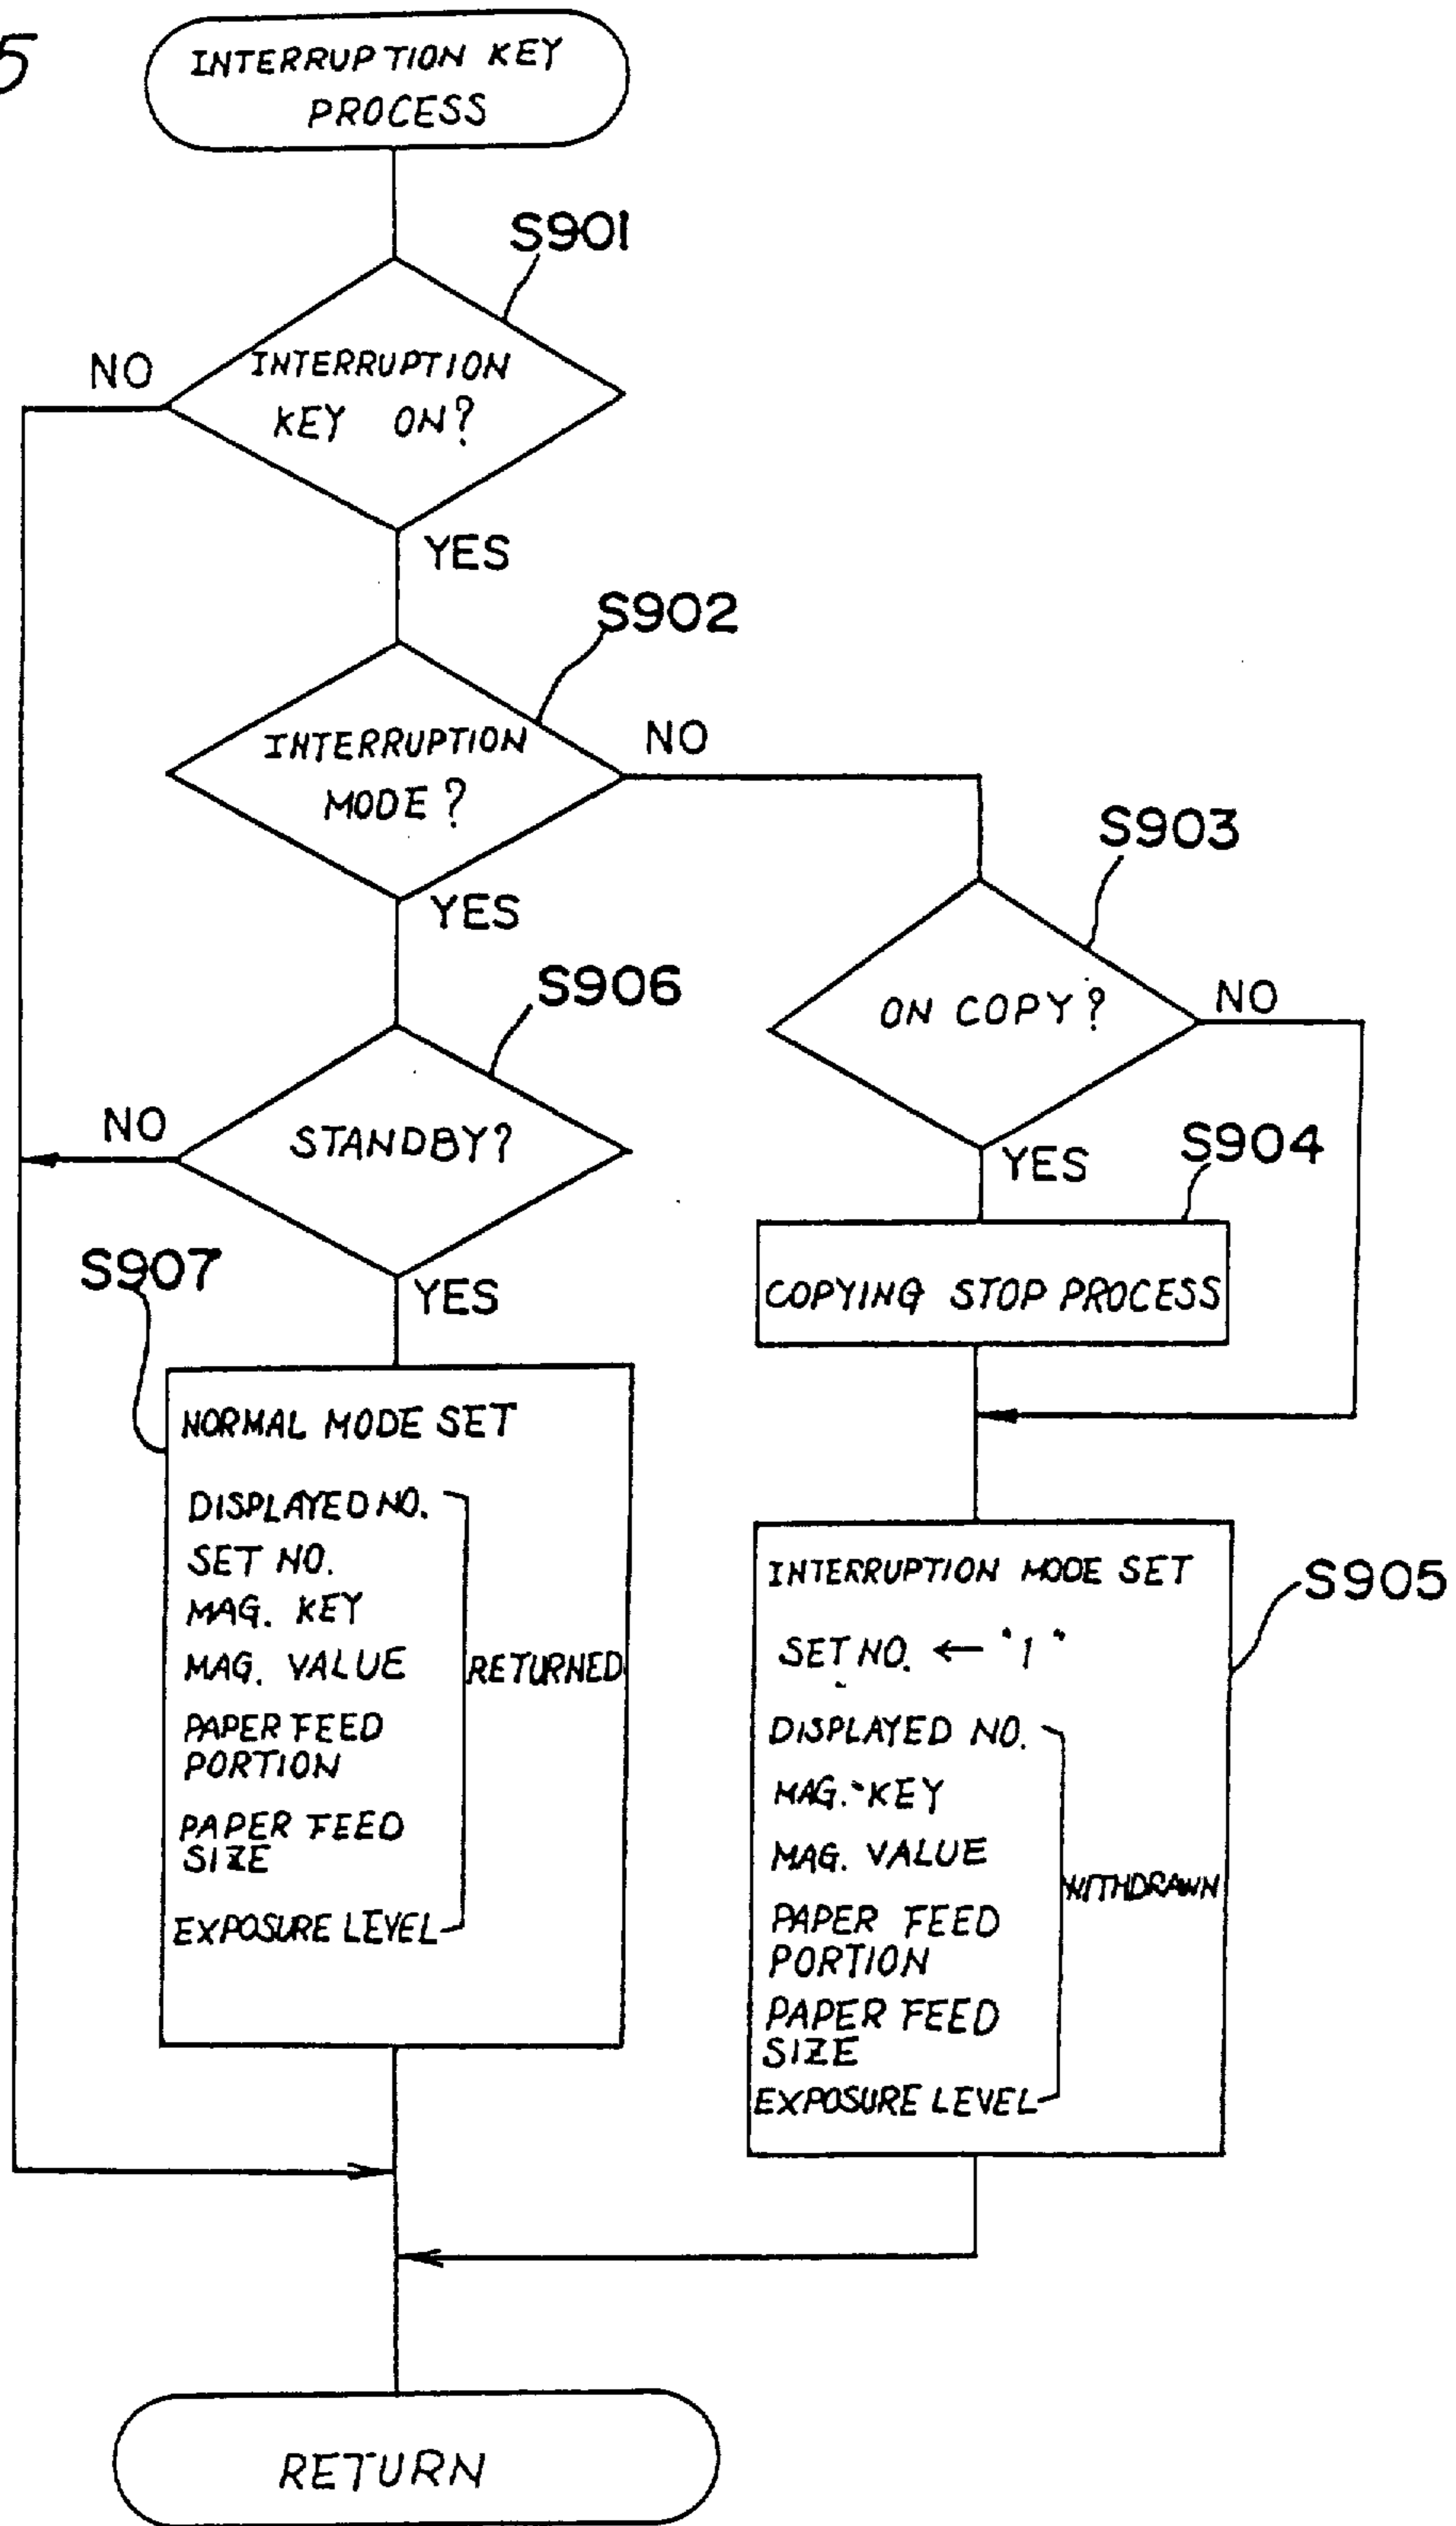 5
INTERRUPTION KEY
PROCESS
S901
NO
INTERRUPTION
KEY ON?
YES
S902
INTERRUPTION
MODE?
NO
YES
S903
ON COPY?
NO
YES
S906
STANDBY?
NO
YES
S904
COPYING STOP PROCESS
S907
NORMAL MODE SET
DISPLAYED NO.
SET NO.
MAG. KEY
MAG. VALUE
PAPER FEED
PORTION
PAPER FEED
SIZE
EXPOSURE LEVEL
RETURNED
S905
INTERRUPTION MODE SET
SET NO. ← "1"
DISPLAYED NO.
MAG. KEY
MAG. VALUE
PAPER FEED
PORTION
PAPER FEED
SIZE
EXPOSURE LEVEL
WITHDRAWN
RETURN